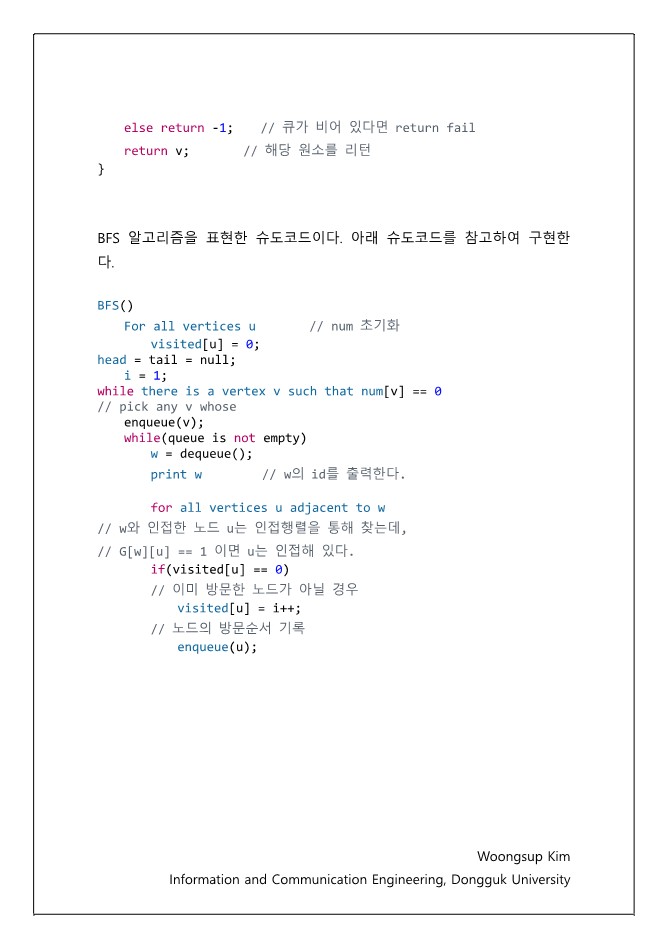 else return -1; // 큐가 비어 있다면 return fail
return v; // 해당 원소를 리턴
}
BFS 알고리즘을 표현한 슈도코드이다. 아래 슈도코드를 참고하여 구현한
다.
BFS()
For all vertices u // num 초기화
visited[u] = 0;
head = tail = null;
i = 1;
while there is a vertex v such that num[v] == 0
// pick any v whose
enqueue(v);
while(queue is not empty)
w = dequeue();
print w // w의 id를 출력한다.
for all vertices u adjacent to w
// w와 인접한 노드 u는 인접행렬을 통해 찾는데,
// G[w][u] == 1 이면 u는 인접해 있다.
if(visited[u] == 0)
// 이미 방문한 노드가 아닐 경우
visited[u] = i++;
// 노드의 방문순서 기록
enqueue(u);
Woongsup Kim
Information and Communication Engineering, Dongguk University